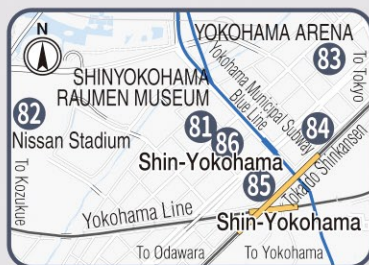 N
YOKOHAMA ARENA
83
To Tokyo
SHINYOKOHAMA
RAUMEN MUSEUM
Yokohama Municipal Subway
Blue Line
82
Nissan Stadium
81
86
84
Tokaido Shinkansen
To Kozukue
Shin-Yokohama
85
Yokohama Line
Shin-Yokohama
To Odawara
To Yokohama